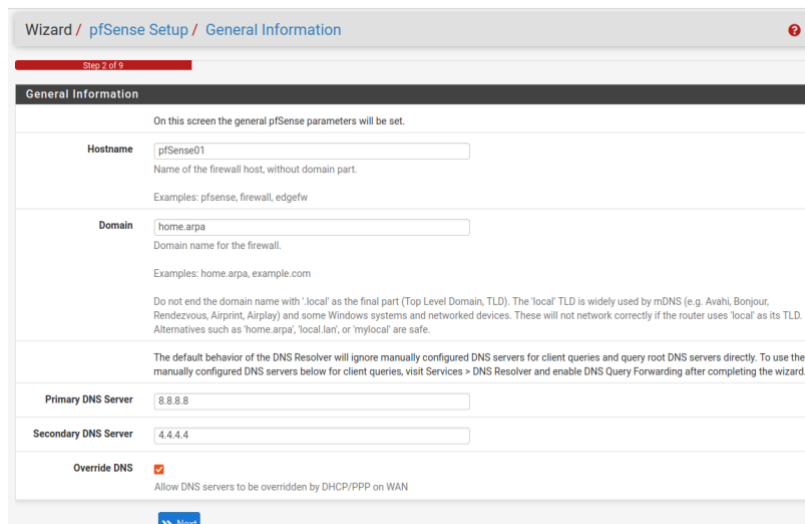 Wizard / pfSense Setup / General Information
Step 2 of 9
General Information
On this screen the general pfSense parameters will be set.
Hostname
pfSense01
Name of the firewall host, without domain part.
Examples: pfsense, firewall, edgefw
Domain
home.arpa
Domain name for the firewall.
Examples: home.arpa, example.com
Do not end the domain name with '.local' as the final part (Top Level Domain, TLD). The 'local' TLD is widely used by mDNS (e.g. Avahi, Bonjour,
Rendezvous, Airprint, Airplay) and some Windows systems and networked devices. These will not network correctly if the router uses 'local' as its TLD.
Alternatives such as 'home.arpa', 'local.lan', or 'mylocal' are safe.
The default behavior of the DNS Resolver will ignore manually configured DNS servers for client queries and query root DNS servers directly. To use the
manually configured DNS servers below for client queries, visit Services > DNS Resolver and enable DNS Query Forwarding after completing the wizard.
Primary DNS Server
8.8.8.8
Secondary DNS Server
4.4.4.4
Override DNS
Allow DNS servers to be overridden by DHCP/PPP on WAN
Next